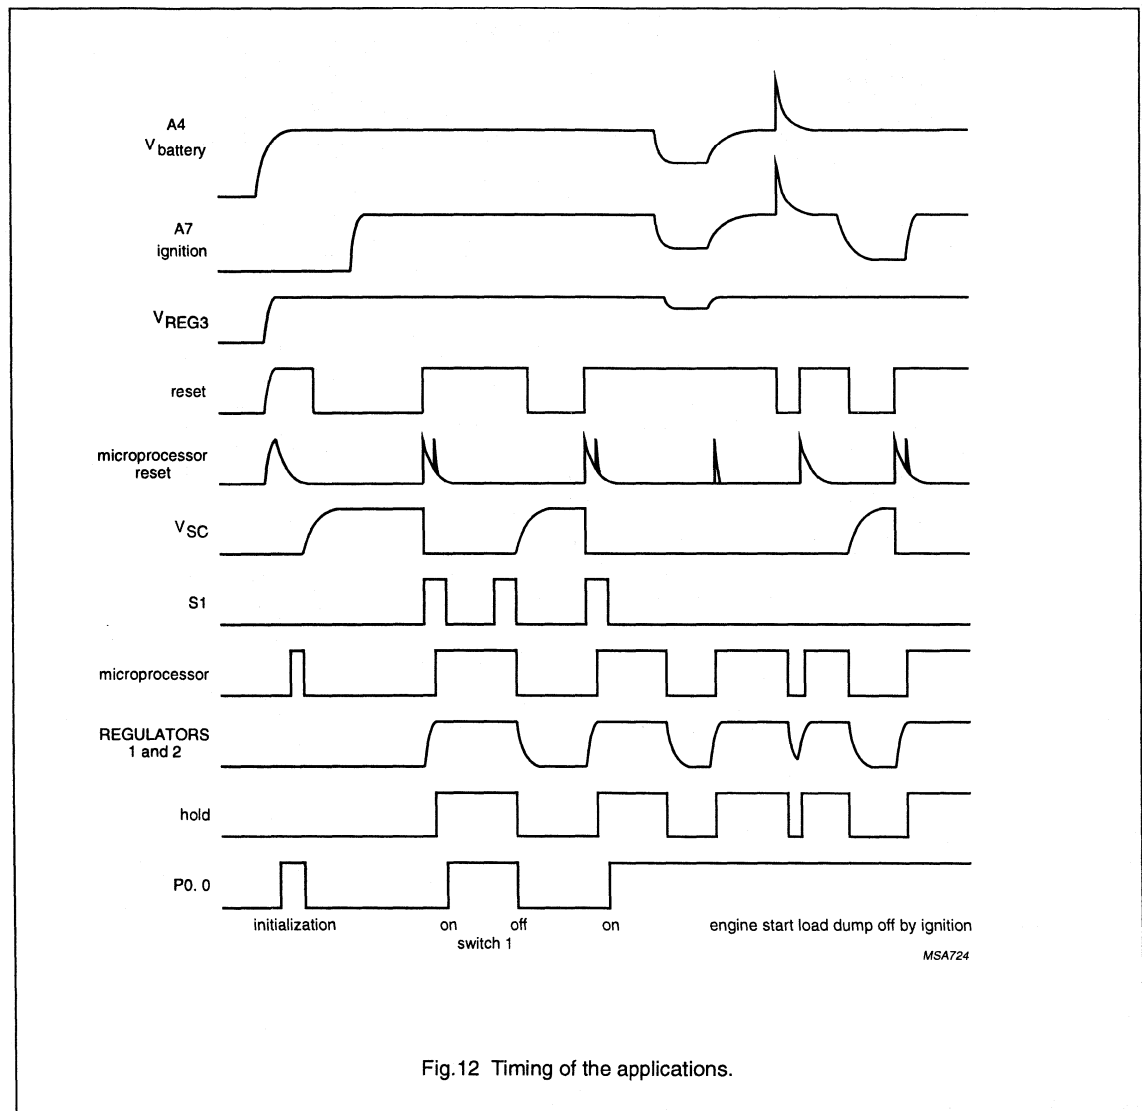 A4
V battery
A7
ignition
VREG3
reset
microprocessor
reset
VSC
S1
microprocessor
REGULATORS
1 and 2
hold
P0. 0
initialization
on
off
on
engine start load dump off by ignition
switch 1
MSA724
Fig.12 Timing of the applications.